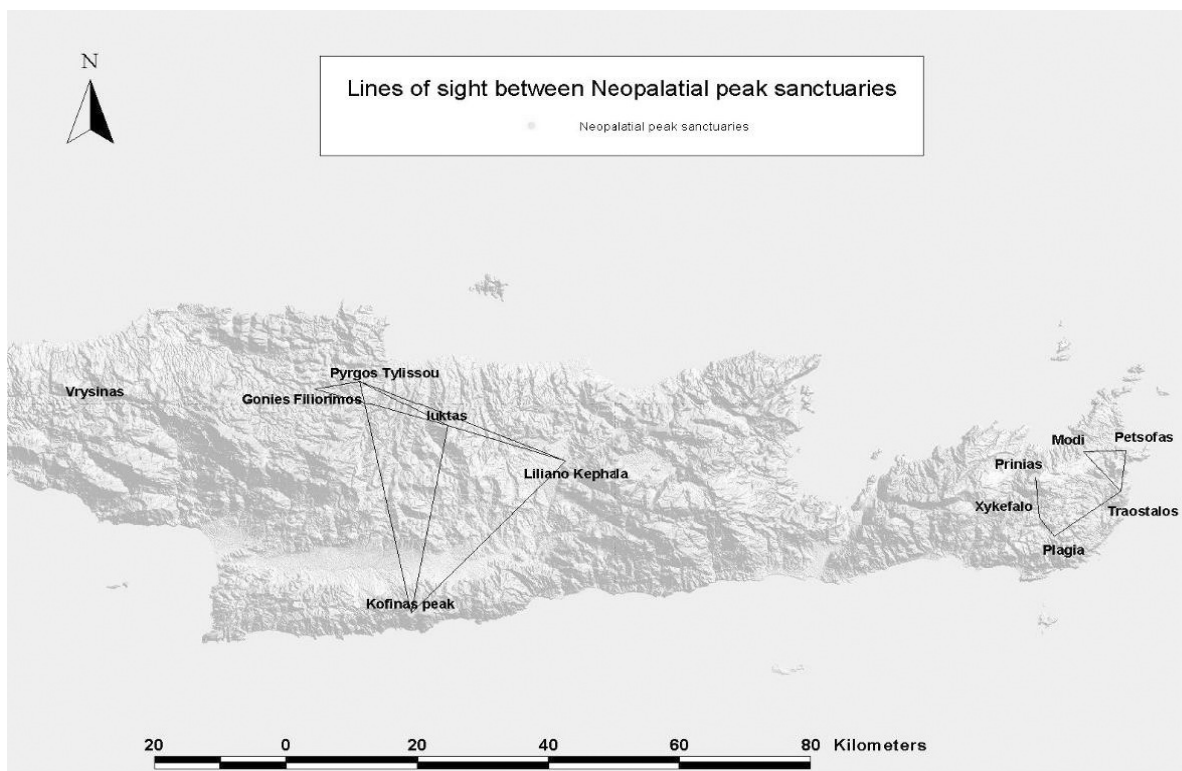 N
Lines of sight between Neopalatial peak sanctuaries
Neopalatial peak sanctuaries
Pyrgos Tylissou
Vrysinas
Gonies Filiorimos
Iuktas
Liliano Kephala
Modi
Petsofas
Prinias
Xykefalo
Traostalos
Plagia
Kofinas peak
20 0 20 40 60 80 Kilometers